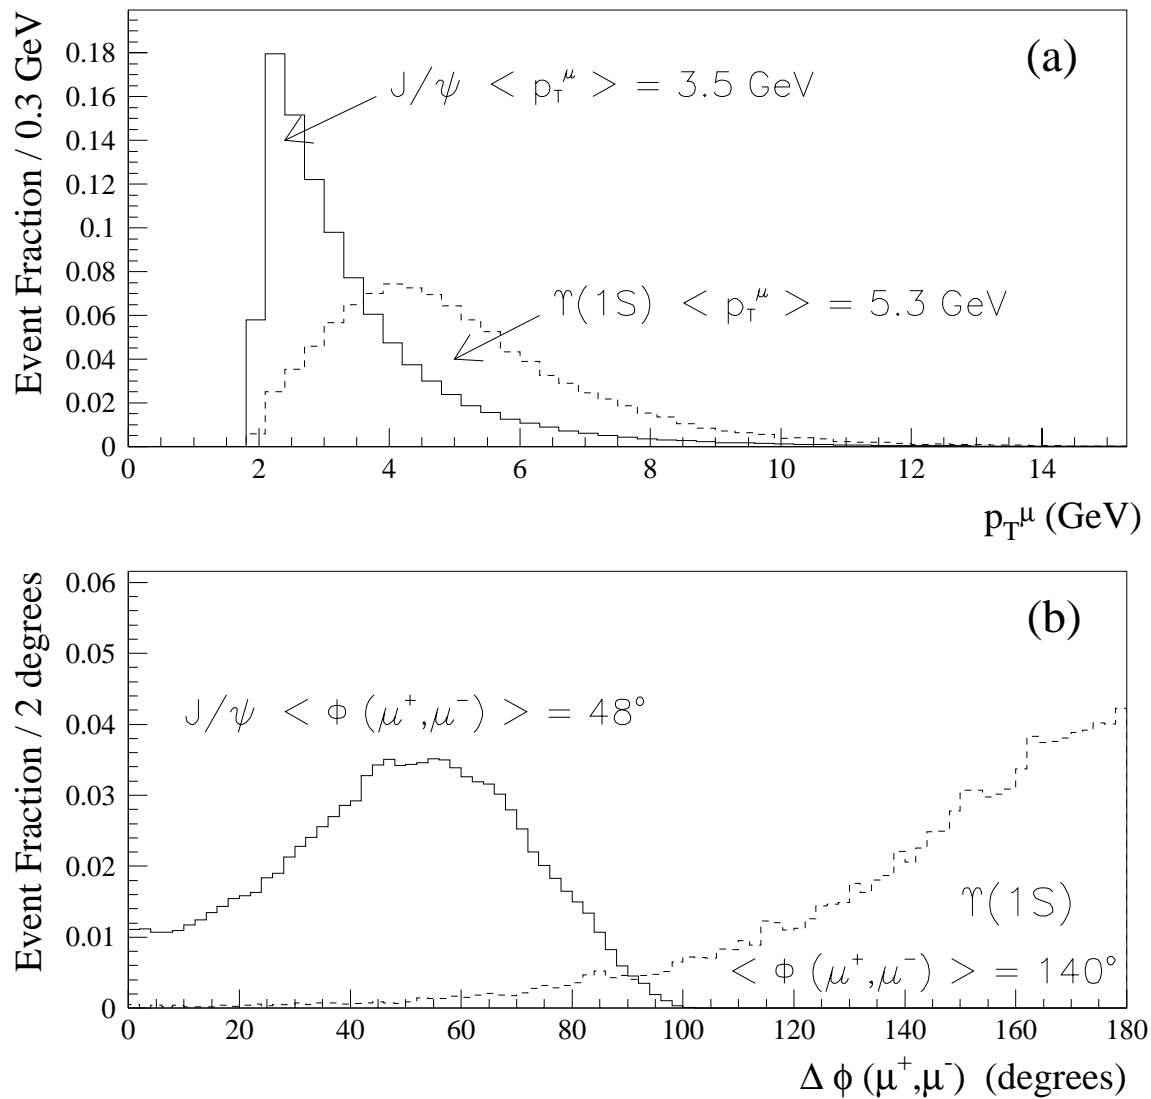 Event Fraction / 0.3 GeV
0.18
0.16
0.14
0.12
0.1
0.08
0.06
0.04
0.02
0
(a)
J/ψ < p_T^μ > = 3.5 GeV
ϒ(1S) < p_T^μ > = 5.3 GeV
0 2 4 6 8 10 12 14
p_T^μ (GeV)
Event Fraction / 2 degrees
0.06
0.05
0.04
0.03
0.02
0.01
0
(b)
J/ψ < Φ (μ⁺,μ⁻) > = 48°
ϒ(1S)
< Φ (μ⁺,μ⁻) > = 140°
0 20 40 60 80 100 120 140 160 180
Δ ϕ (μ⁺,μ⁻) (degrees)